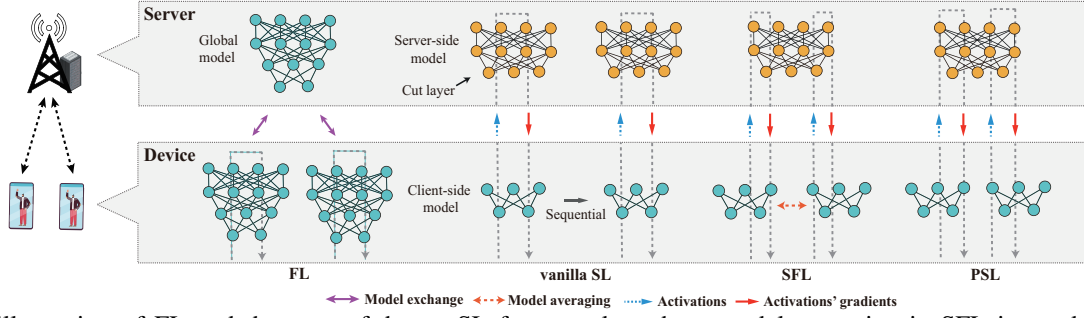 Server
Global
model
Server-side
model
Cut layer
Device
Client-side
model
Sequential
FL
vanilla SL
SFL
PSL
Model exchange
Model averaging
Activations
Activations' gradients